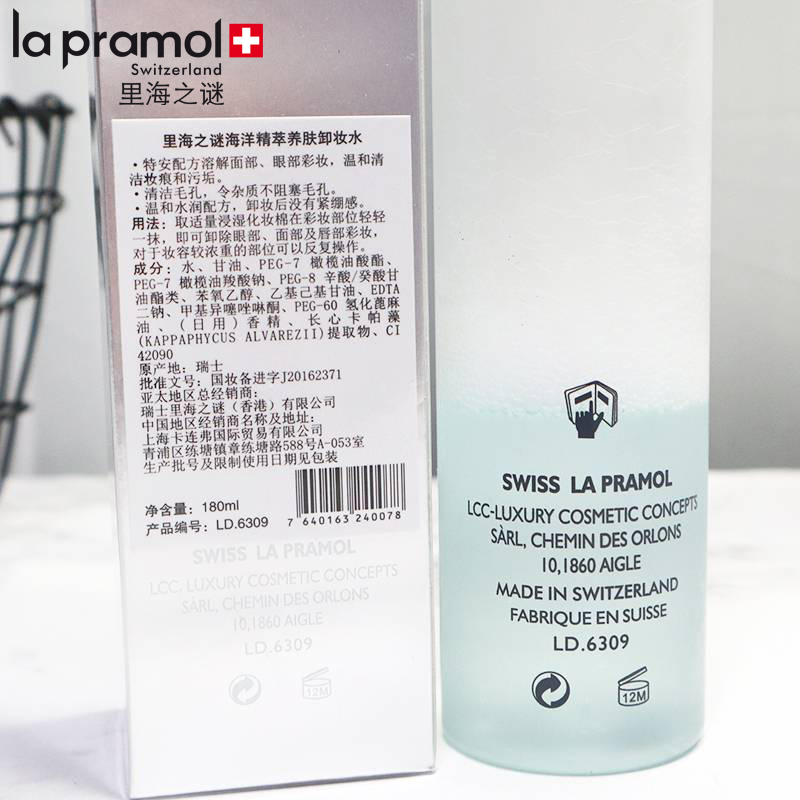 la pramol
Switzerland
里海之谜
里海之谜海洋精萃养肤卸妆水
・特安配方溶解面部、眼部彩妆，温和清
洁妆痕和污垢。
・清洁毛孔，令杂质不阻塞毛孔。
・温和水润配方，卸妆后没有紧绷感。
用法：取适量浸湿化妆棉在彩妆部位轻轻
一抹，即可卸除眼部、面部及唇部彩妆，
对于妆容较浓重的部位可以反复操作。
成分：水、甘油、PEG-7 橄榄油酸酯、
PEG-7 橄榄油羧酸钠、PEG-8 辛酸/癸酸甘
油酯类、苯氧乙醇、乙基己基甘油、EDTA
二钠、甲基异噻唑啉酮、PEG-60 氢化蓖麻
油、(日用)香精、长心卡帕藻
(KAPPAPHYCUS ALVAREZII)提取物、CI
42090
原产地：瑞士
批准文号：国妆备进字J20162371
亚太地区总经销商：
瑞士里海之谜（香港）有限公司
中国地区经销商名称及地址：
上海卡连弗国际贸易有限公司
青浦区练塘镇章练塘路588号A-053室
生产批号及限制使用日期见包装
净含量：180ml
产品编号：LD.6309
7 640163 240078
SWISS LA PRAMOL
LCC- LUXURY COSMETIC CONCEPTS
SÀRL, CHEMIN DES ORLONS
10,1860 AIGLE
LD.6309
12M
SWISS LA PRAMOL
LCC-LUXURY COSMETIC CONCEPTS
SÀRL, CHEMIN DES ORLONS
10,1860 AIGLE
MADE IN SWITZERLAND
FABRIQUE EN SUISSE
LD.6309
12M